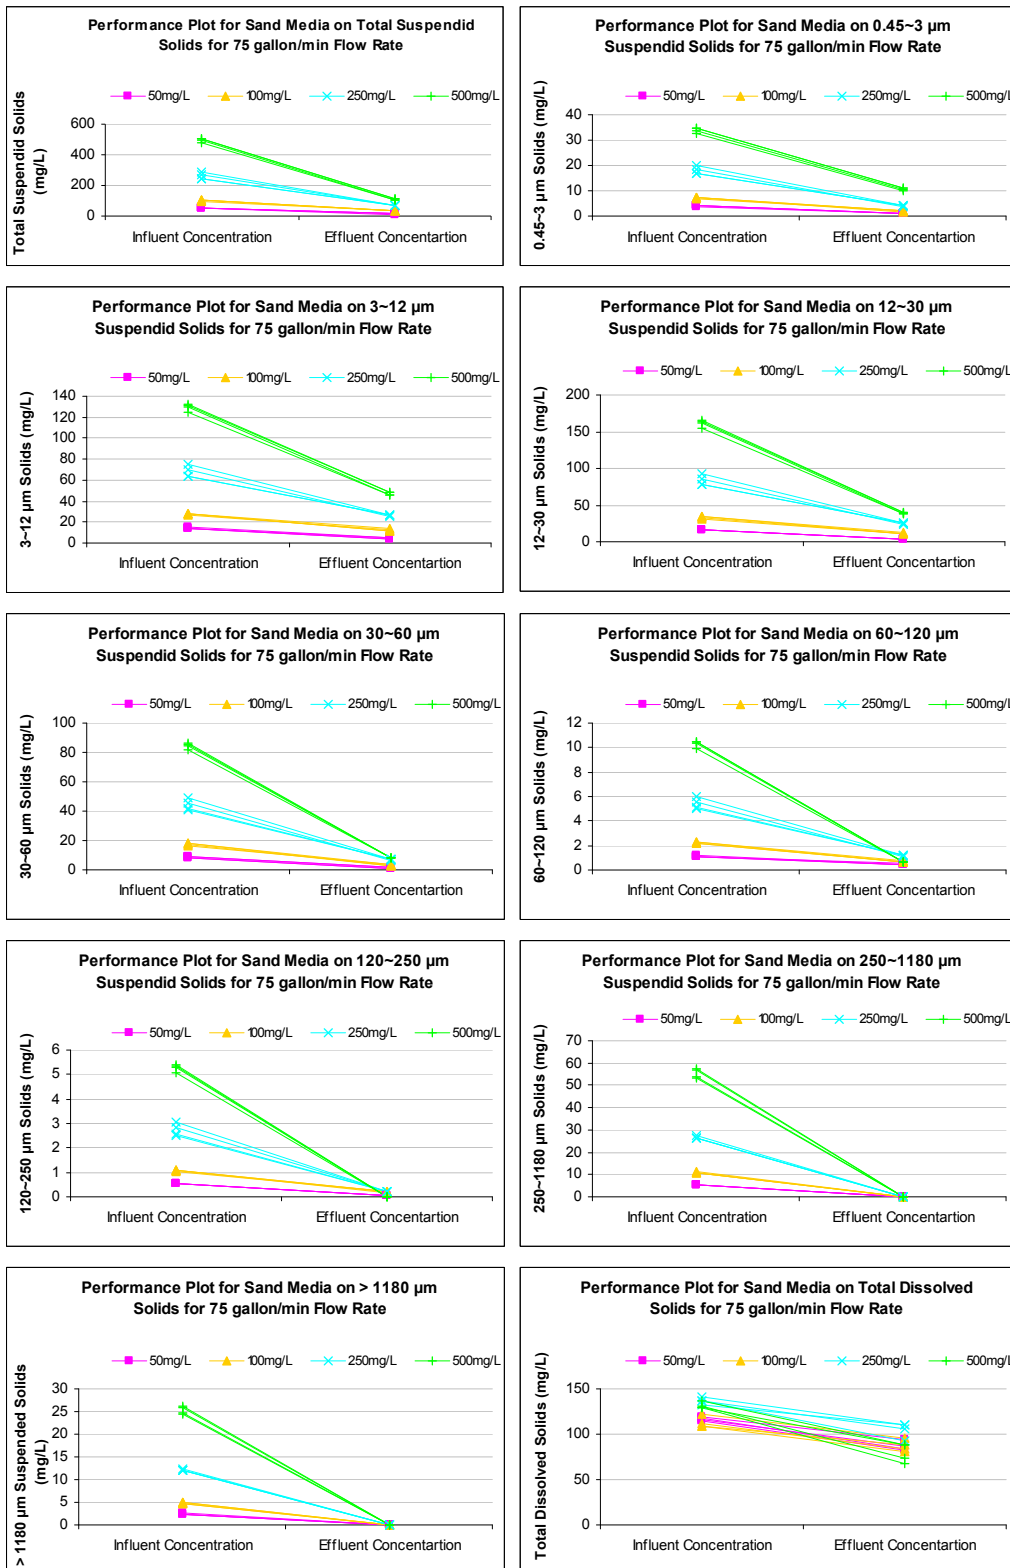 Performance Plot for Sand Media on Total Suspendid
Solids for 75 gallon/min Flow Rate
50mg/L 100mg/L 250mg/L 500mg/L
Total Suspendid Solids
(mg/L)
600
400
200
0
Influent Concentration Effluent Concentartion
Performance Plot for Sand Media on 0.45~3 µm
Suspendid Solids for 75 gallon/min Flow Rate
50mg/L 100mg/L 250mg/L 500mg/L
0.45~3 µm Solids (mg/L)
40
30
20
10
0
Influent Concentration Effluent Concentartion
Performance Plot for Sand Media on 3~12 µm
Suspendid Solids for 75 gallon/min Flow Rate
50mg/L 100mg/L 250mg/L 500mg/L
3~12 µm Solids (mg/L)
140
120
100
80
60
40
20
0
Influent Concentration Effluent Concentartion
Performance Plot for Sand Media on 12~30 µm
Suspendid Solids for 75 gallon/min Flow Rate
50mg/L 100mg/L 250mg/L 500mg/L
12~30 µm Solids (mg/L)
200
150
100
50
0
Influent Concentration Effluent Concentartion
Performance Plot for Sand Media on 30~60 µm
Suspendid Solids for 75 gallon/min Flow Rate
50mg/L 100mg/L 250mg/L 500mg/L
30~60 µm Solids (mg/L)
100
80
60
40
20
0
Influent Concentration Effluent Concentartion
Performance Plot for Sand Media on 60~120 µm
Suspendid Solids for 75 gallon/min Flow Rate
50mg/L 100mg/L 250mg/L 500mg/L
60~120 µm Solids (mg/L)
12
10
8
6
4
2
0
Influent Concentration Effluent Concentartion
Performance Plot for Sand Media on 120~250 µm
Suspendid Solids for 75 gallon/min Flow Rate
50mg/L 100mg/L 250mg/L 500mg/L
120~250 µm Solids (mg/L)
6
5
4
3
2
1
0
Influent Concentration Effluent Concentartion
Performance Plot for Sand Media on 250~1180 µm
Suspendid Solids for 75 gallon/min Flow Rate
50mg/L 100mg/L 250mg/L 500mg/L
250~1180 µm Solids (mg/L)
70
60
50
40
30
20
10
0
Influent Concentration Effluent Concentartion
Performance Plot for Sand Media on > 1180 µm
Solids for 75 gallon/min Flow Rate
50mg/L 100mg/L 250mg/L 500mg/L
> 1180 µm Suspended Solids
(mg/L)
30
25
20
15
10
5
0
Influent Concentration Effluent Concentartion
Performance Plot for Sand Media on Total Dissolved
Solids for 75 gallon/min Flow Rate
50mg/L 100mg/L 250mg/L 500mg/L
Total Dissolved Solids (mg/L)
150
100
50
0
Influent Concentration Effluent Concentartion